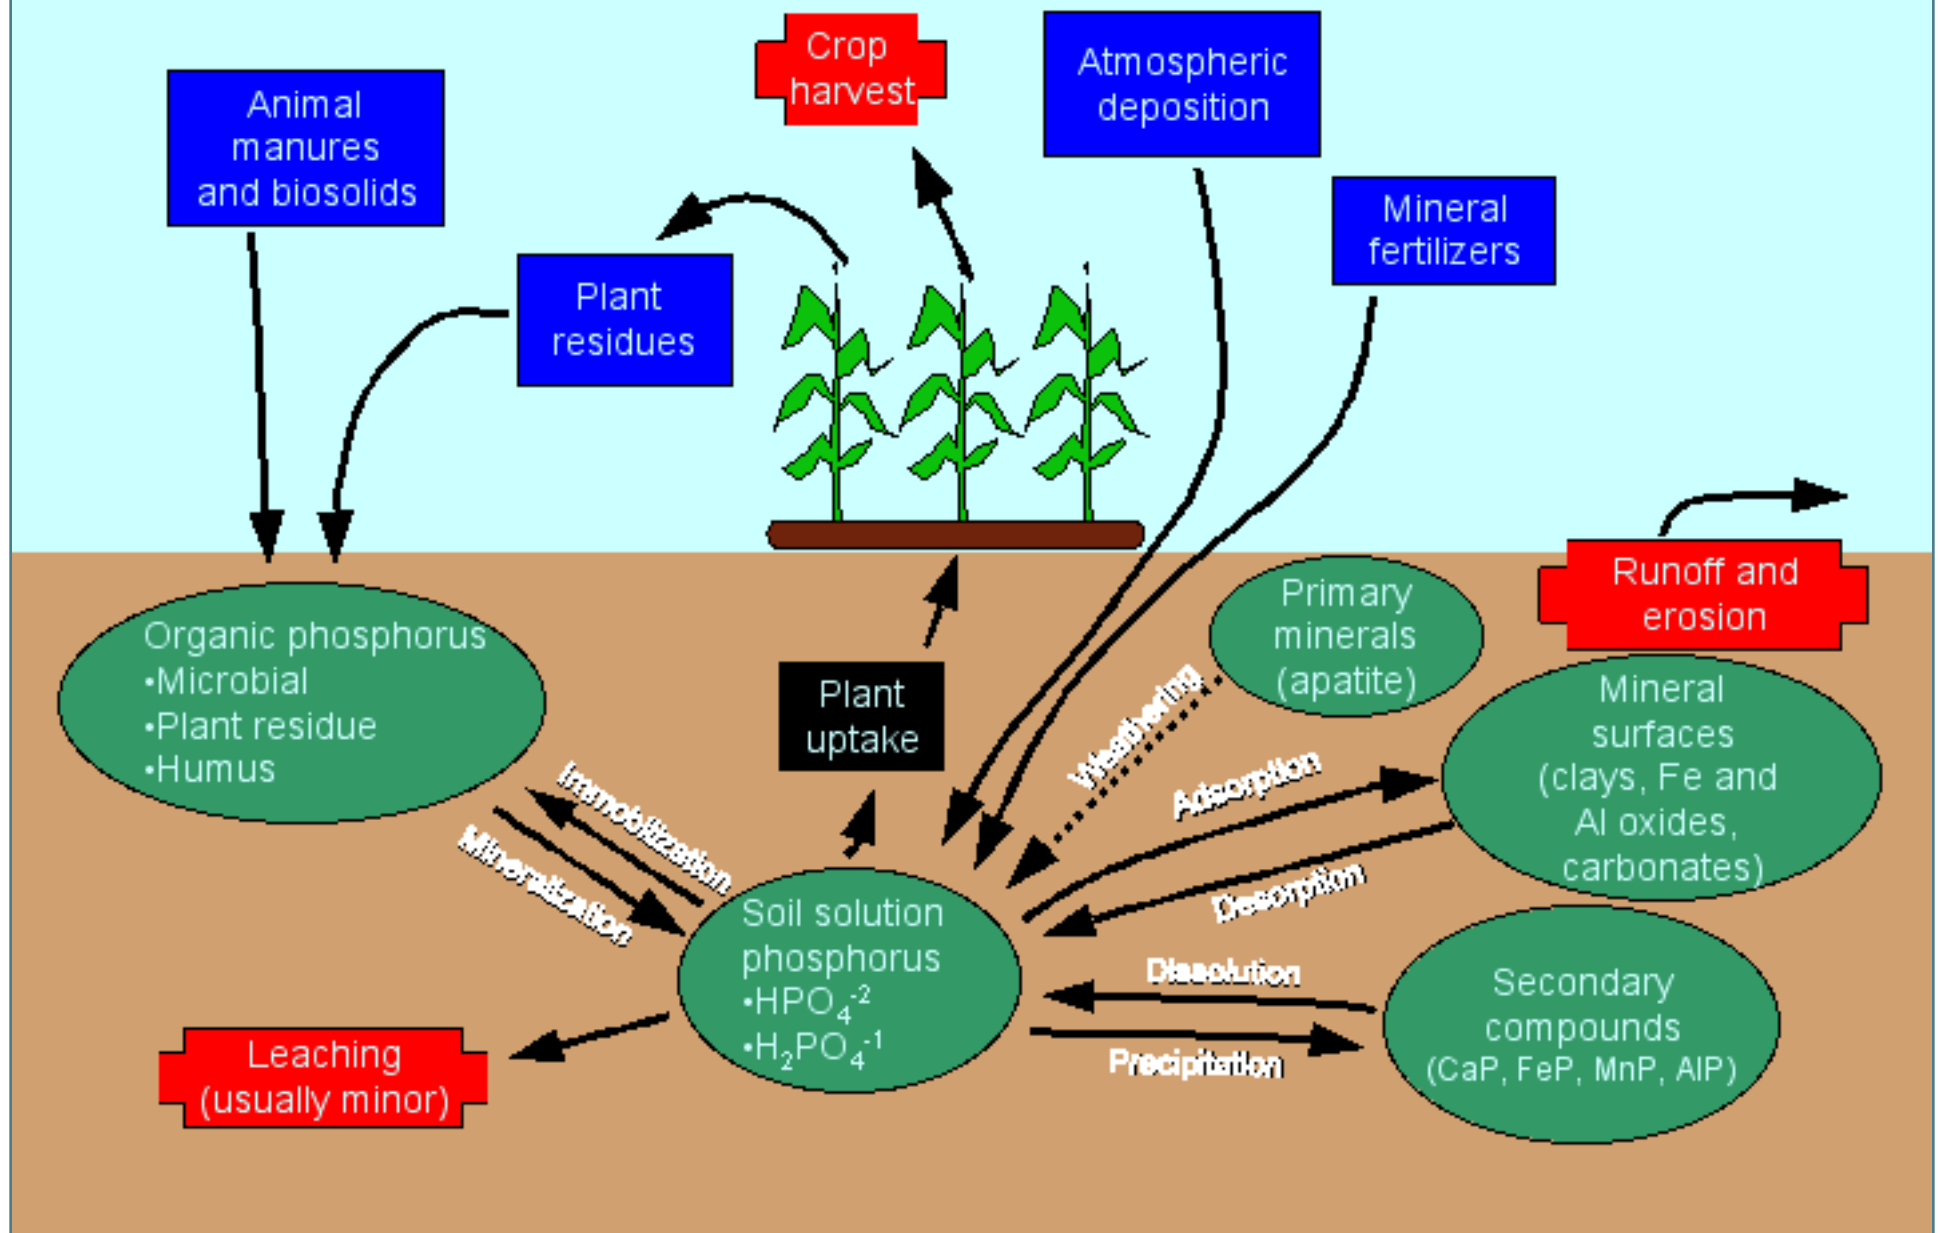 Crop
harvest
Atmospheric
deposition
Animal
manures
and biosolids
Mineral
fertilizers
Plant
residues
Runoff and
erosion
Primary
minerals
(apatite)
Organic phosphorus
•Microbial
•Plant residue
•Humus
Plant
uptake
Weathering
Mineral
surfaces
(clays, Fe and
Al oxides,
carbonates)
Adsorption
Desorption
Immobilization
Mineralization
Soil solution
phosphorus
•HPO₄⁻²
•H₂PO₄⁻¹
Dissolution
Precipitation
Secondary
compounds
(CaP, FeP, MnP, AlP)
Leaching
(usually minor)